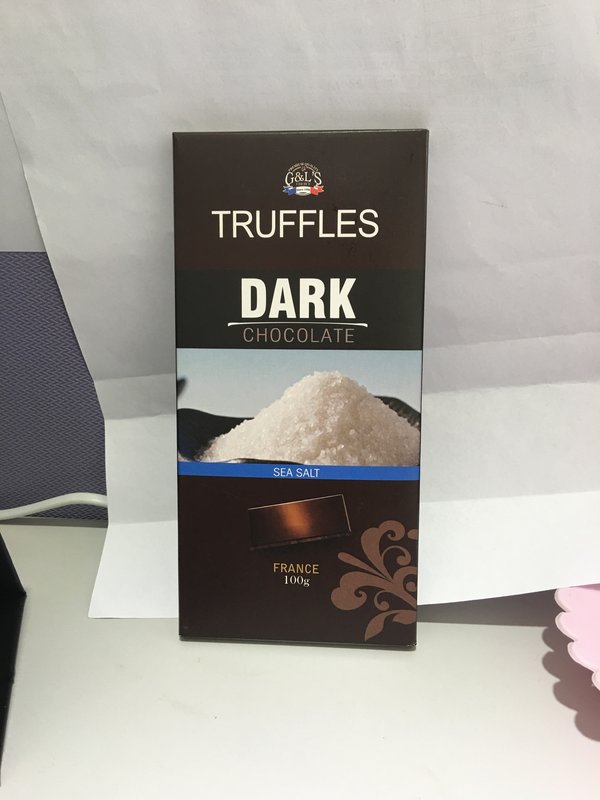 G&L'S
TRUFFLES
DARK
CHOCOLATE
SEA SALT
FRANCE
100g